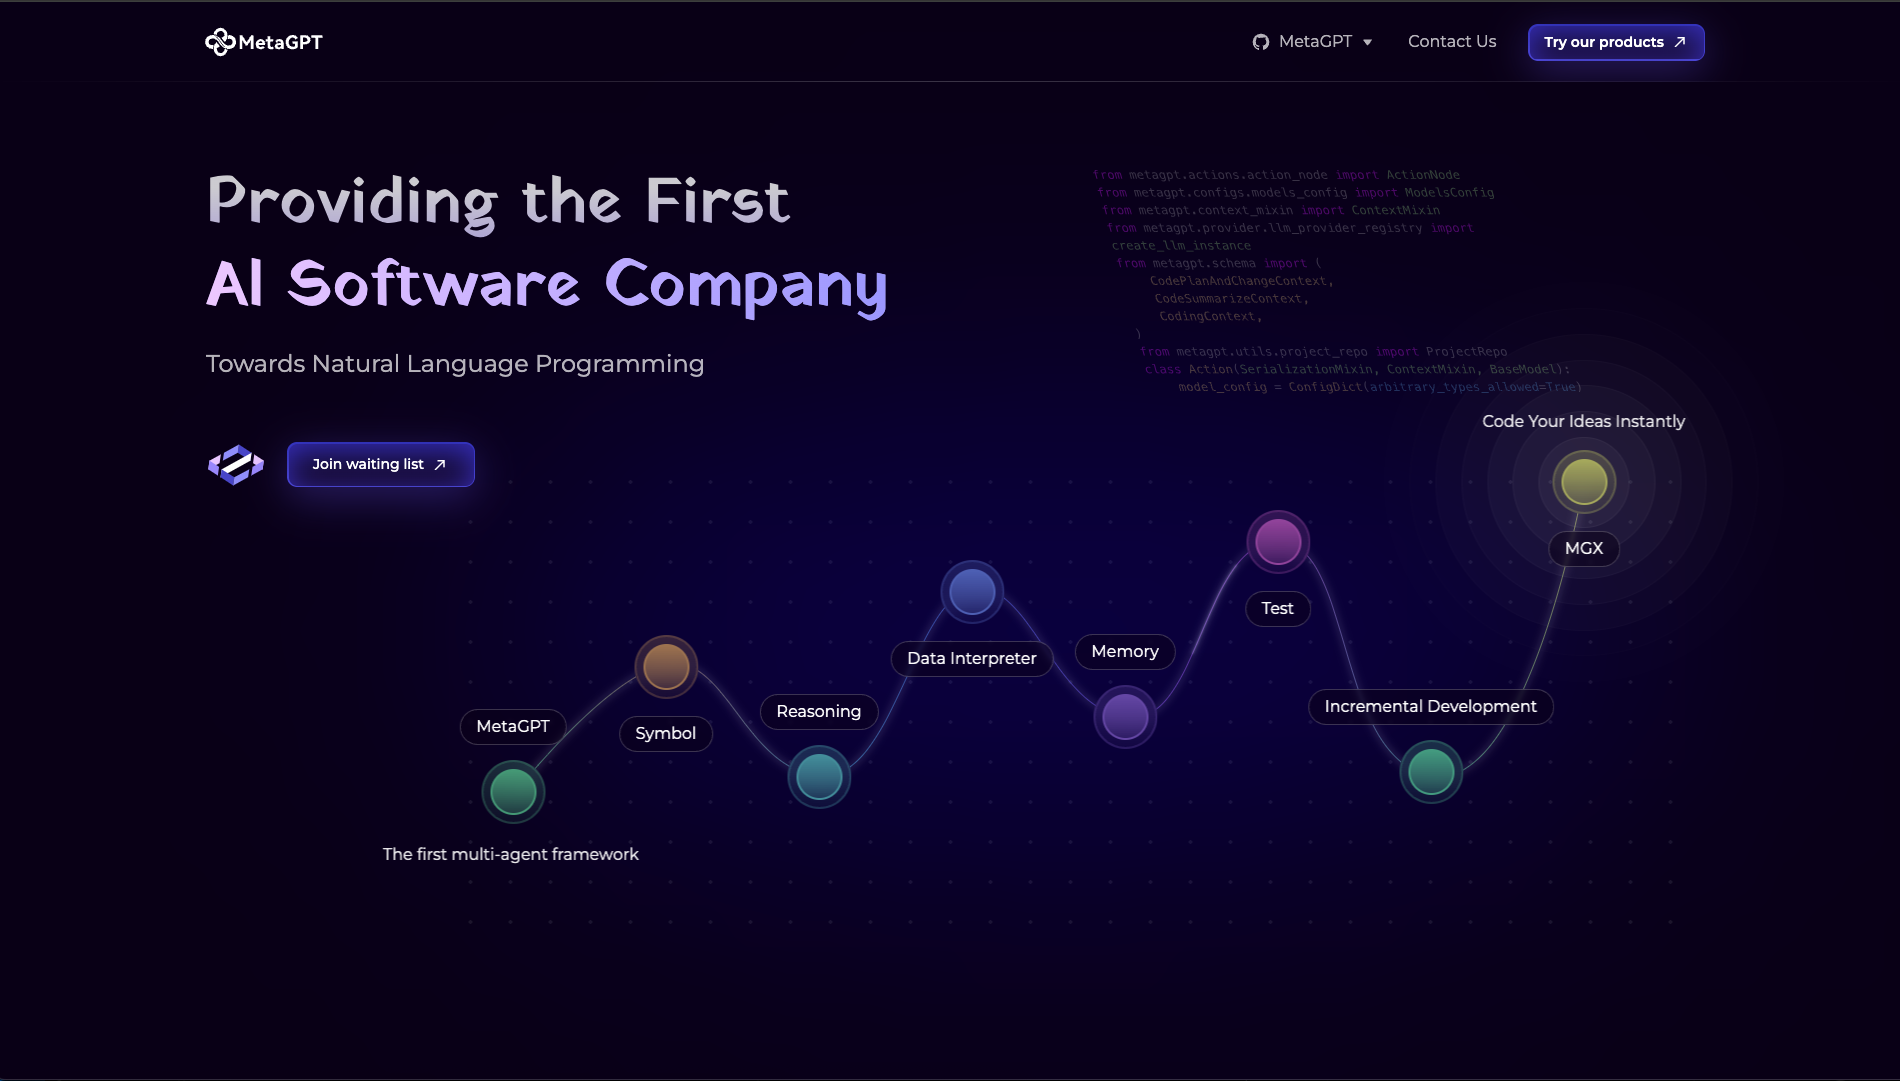 MetaGPT
MetaGPT
Contact Us
Try our products
Providing the First
AI Software Company
Towards Natural Language Programming
Join waiting list
from metagpt.actions.action_node import ActionNode
from metagpt.configs.models_config import ModelsConfig
from metagpt.context_mixin import ContextMixin
from metagpt.provider.llm_provider_registry import
create_llm_instance
from metagpt.schema import (
CodePlanAndChangeContext,
CodeSummarizeContext,
CodingContext,
)
from metagpt.utils.project_repo import ProjectRepo
class Action(SerializationMixin, ContextMixin, BaseModel):
model_config = ConfigDict(arbitrary_types_allowed=True)
Code Your Ideas Instantly
MGX
Test
Memory
Data Interpreter
Incremental Development
Reasoning
MetaGPT
Symbol
The first multi-agent framework